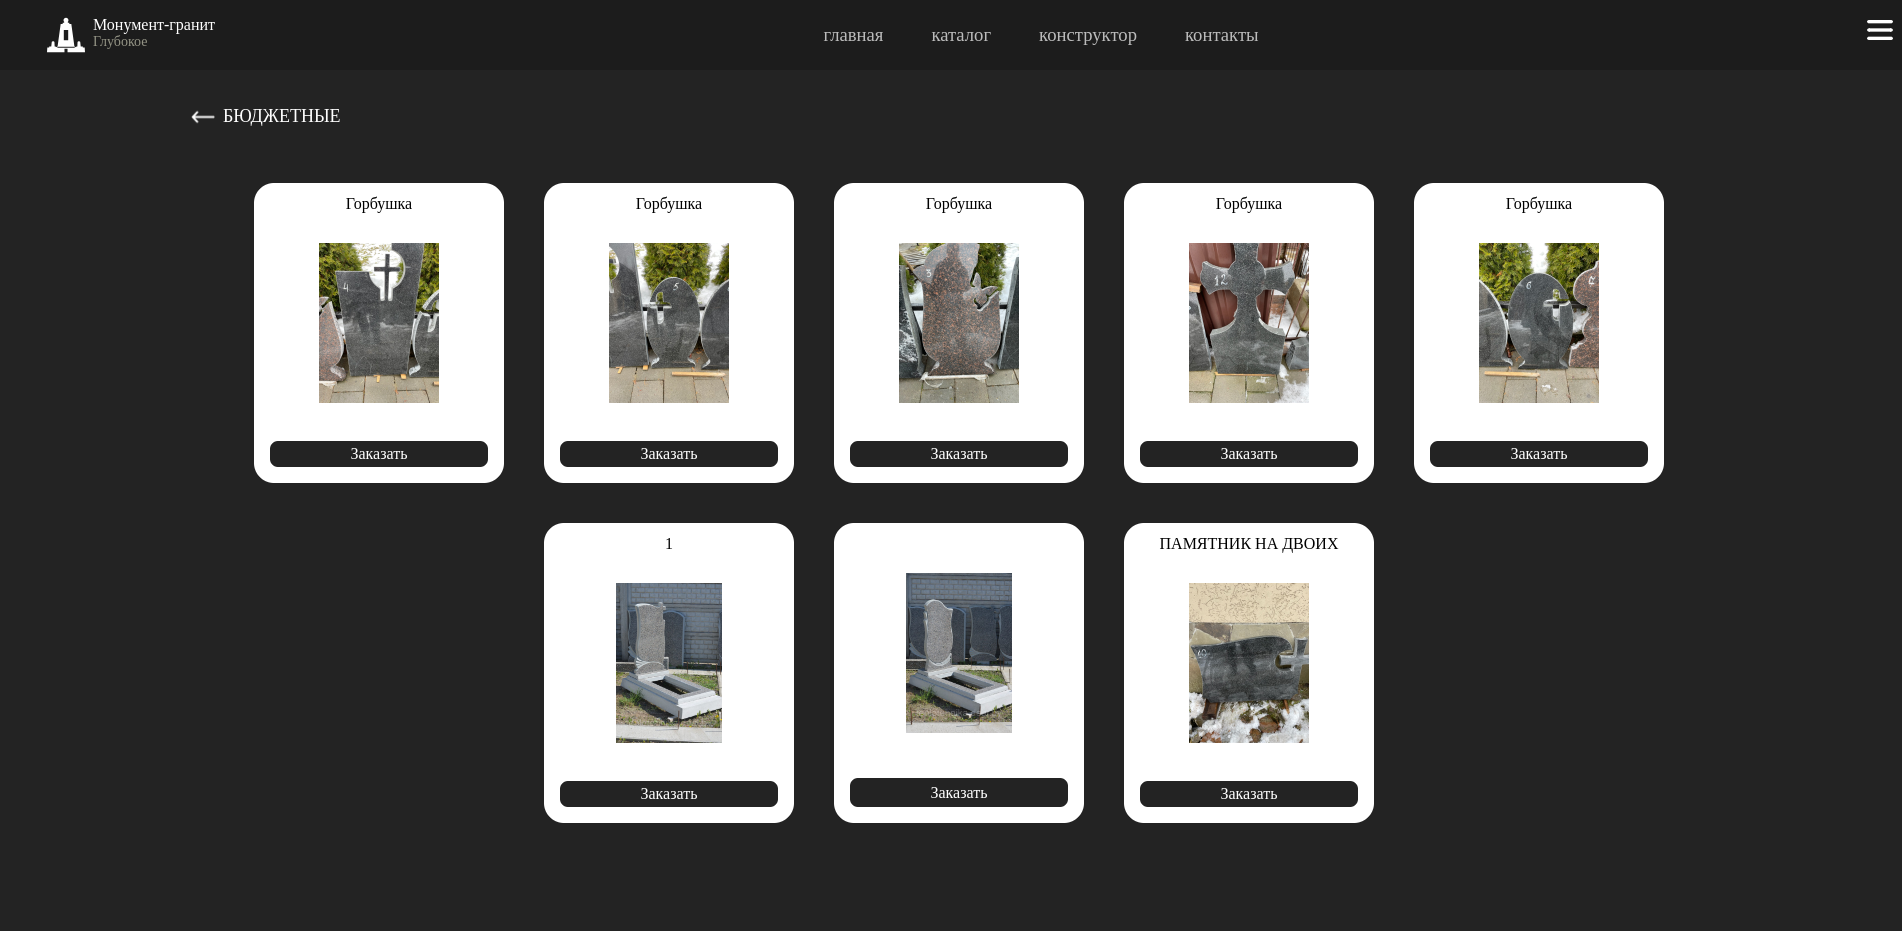 Монумент-гранит
Глубокое
главная каталог конструктор контакты
БЮДЖЕТНЫЕ
Горбушка Горбушка Горбушка Горбушка Горбушка
4 5 3 12 6
Заказать Заказать Заказать Заказать Заказать
1 ПАМЯТНИК НА ДВОИХ
10
Заказать Заказать Заказать